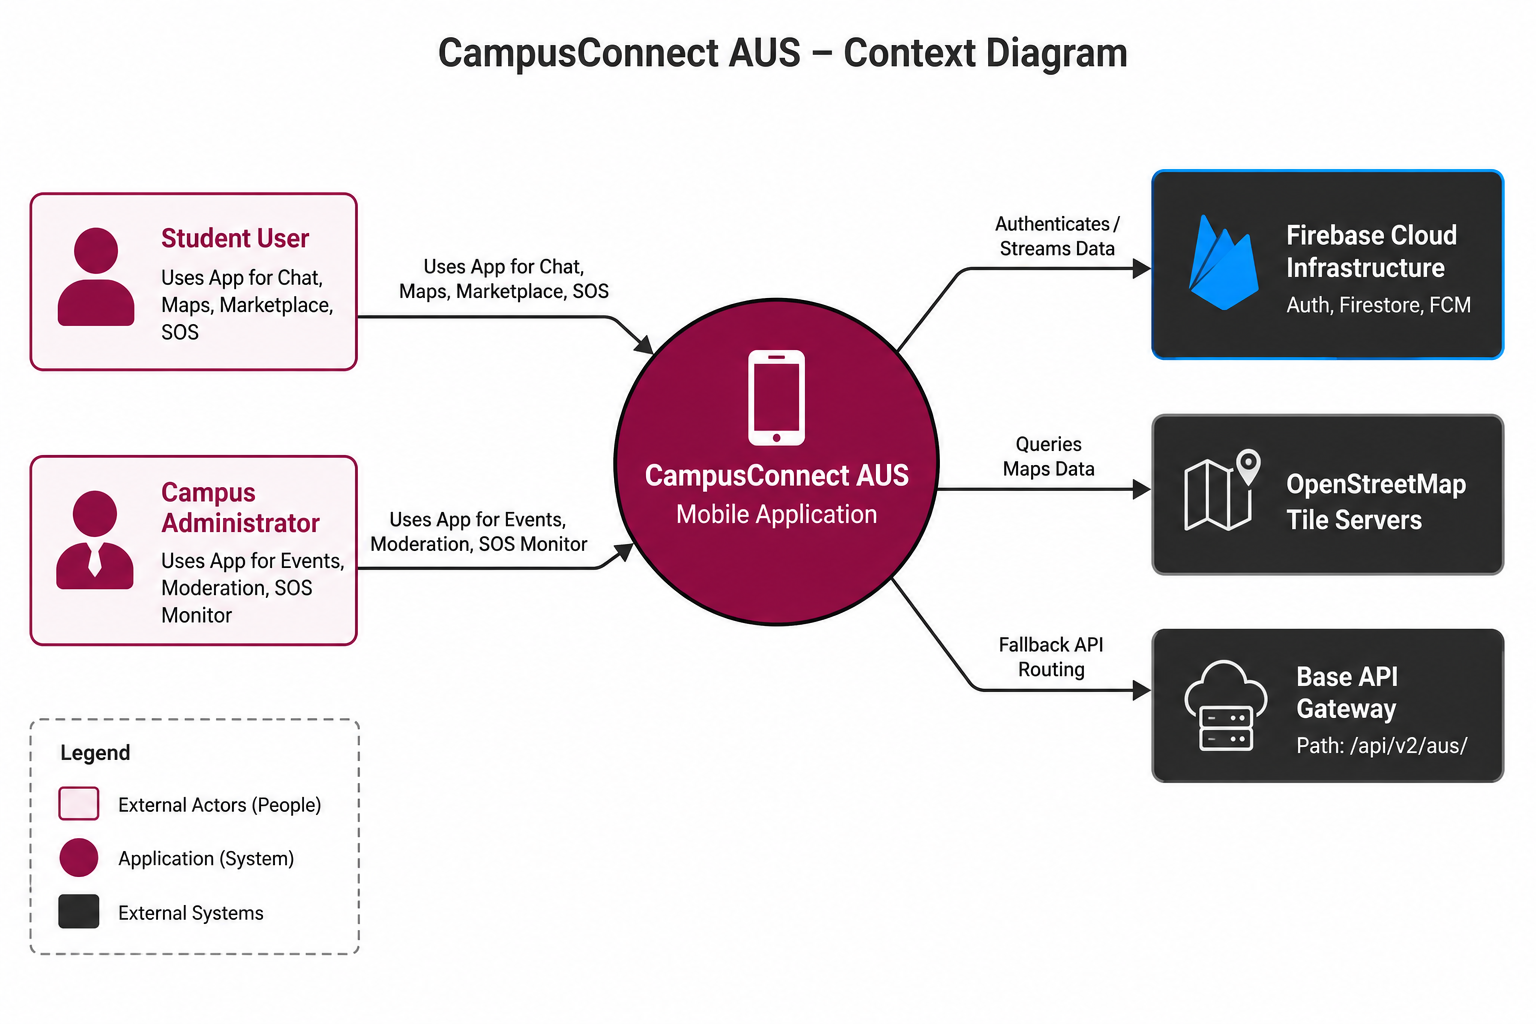 CampusConnect AUS – Context Diagram
Student User
Uses App for Chat,
Maps, Marketplace,
SOS
Uses App for Chat,
Maps, Marketplace, SOS
Campus
Administrator
Uses App for Events,
Moderation, SOS
Monitor
Uses App for Events,
Moderation, SOS Monitor
CampusConnect AUS
Mobile Application
Authenticates /
Streams Data
Firebase Cloud
Infrastructure
Auth, Firestore, FCM
Queries
Maps Data
OpenStreetMap
Tile Servers
Fallback API
Routing
Base API
Gateway
Path: /api/v2/aus/
Legend
External Actors (People)
Application (System)
External Systems